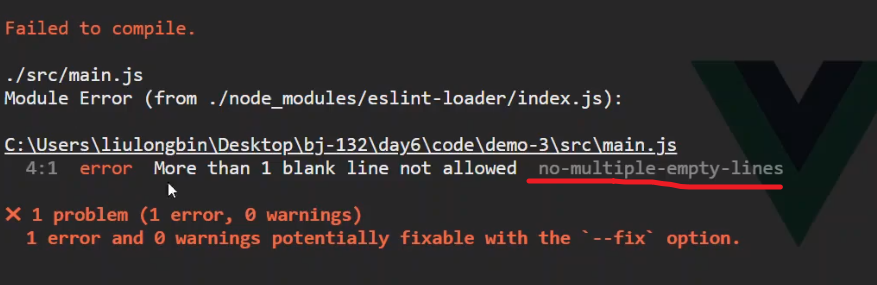 Failed to compile.
./src/main.js
Module Error (from ./node_modules/eslint-loader/index.js):
C:\Users\liulongbin\Desktop\bj-132\day6\code\demo-3\src\main.js
4:1 error More than 1 blank line not allowed no-multiple-empty-lines
✕ 1 problem (1 error, 0 warnings)
1 error and 0 warnings potentially fixable with the `--fix` option.